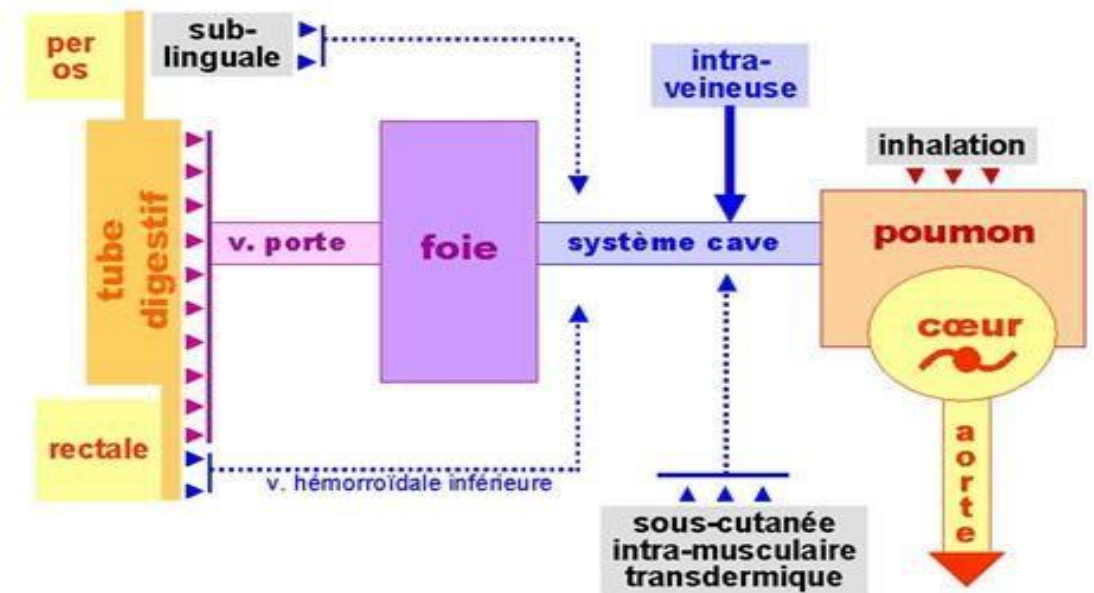 per
os
sub-
linguale
intra-
veineuse
inhalation
tube
digestif
v. porte
foie
système cave
poumon
cœur
rectale
v. hémorroïdale inférieure
aorte
sous-cutanée
intra-musculaire
transdermique